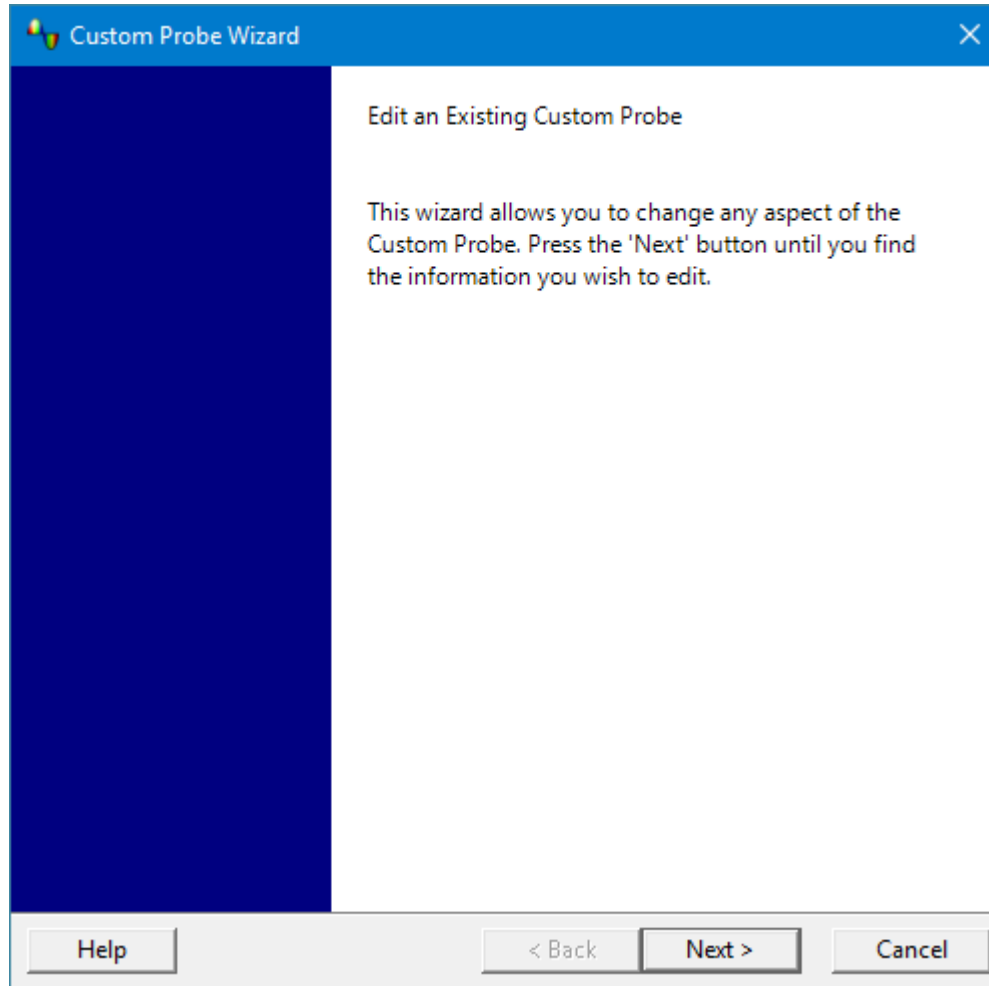 Custom Probe Wizard
Edit an Existing Custom Probe
This wizard allows you to change any aspect of the
Custom Probe. Press the 'Next' button until you find
the information you wish to edit.
Help
< Back
Next >
Cancel